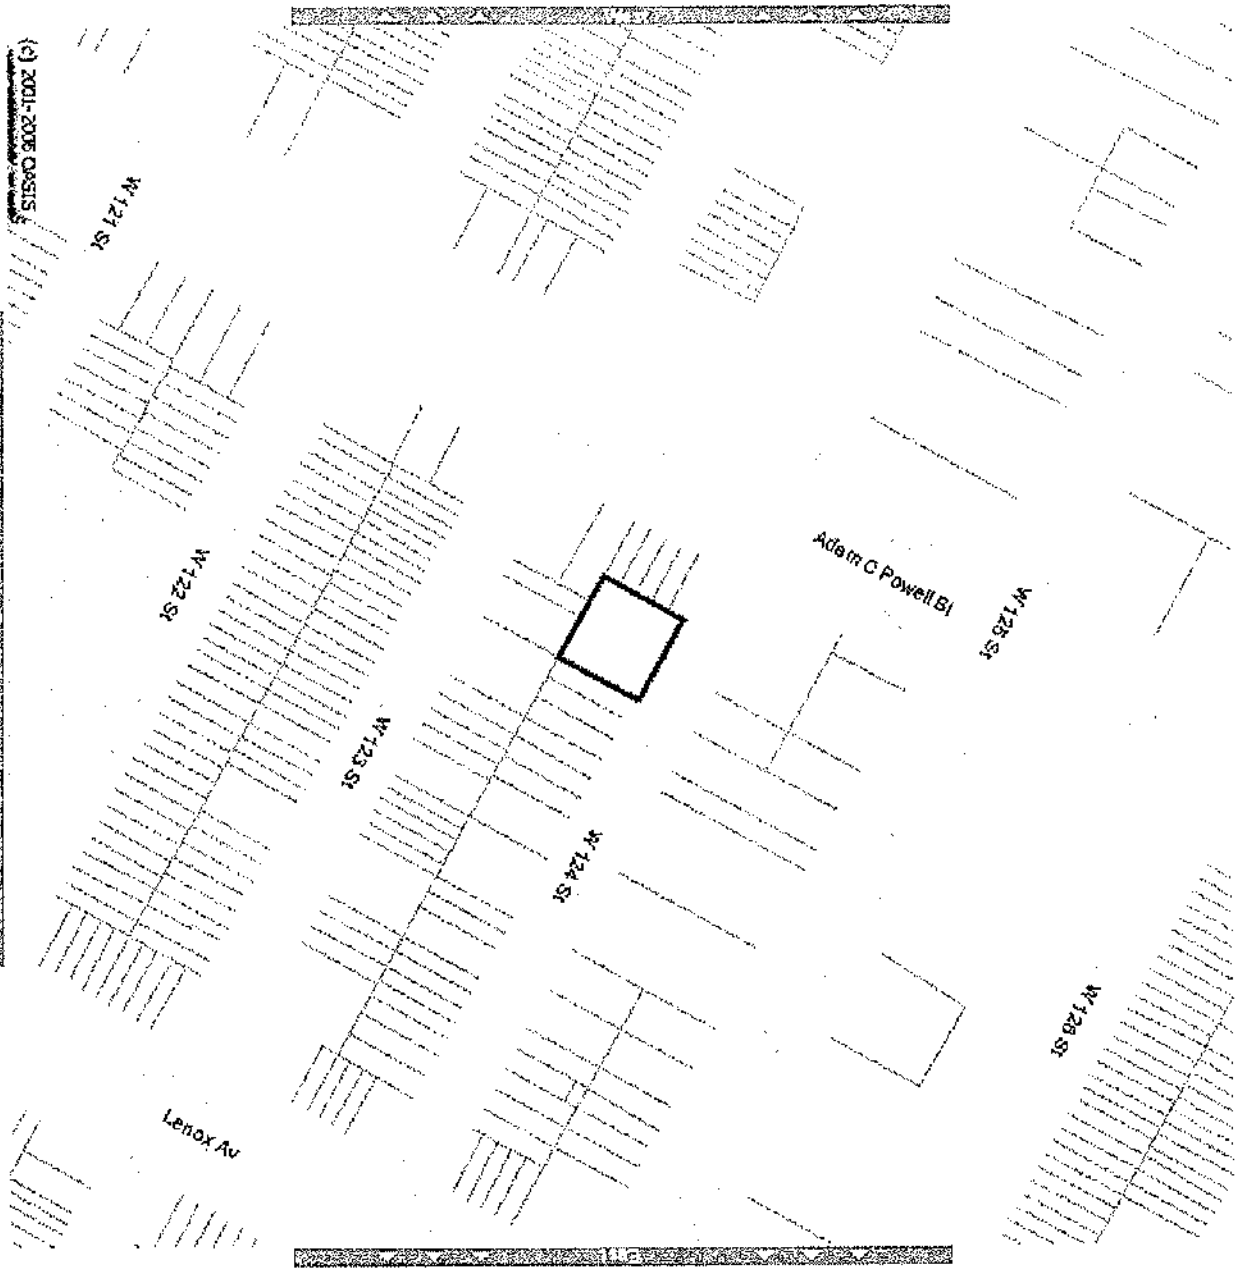 (c) 2001-2006 OASIS
W 121 St
W 122 St
Adam C Powell Bl
W 125 St
W 123 St
W 124 St
W 126 St
Lenox Av